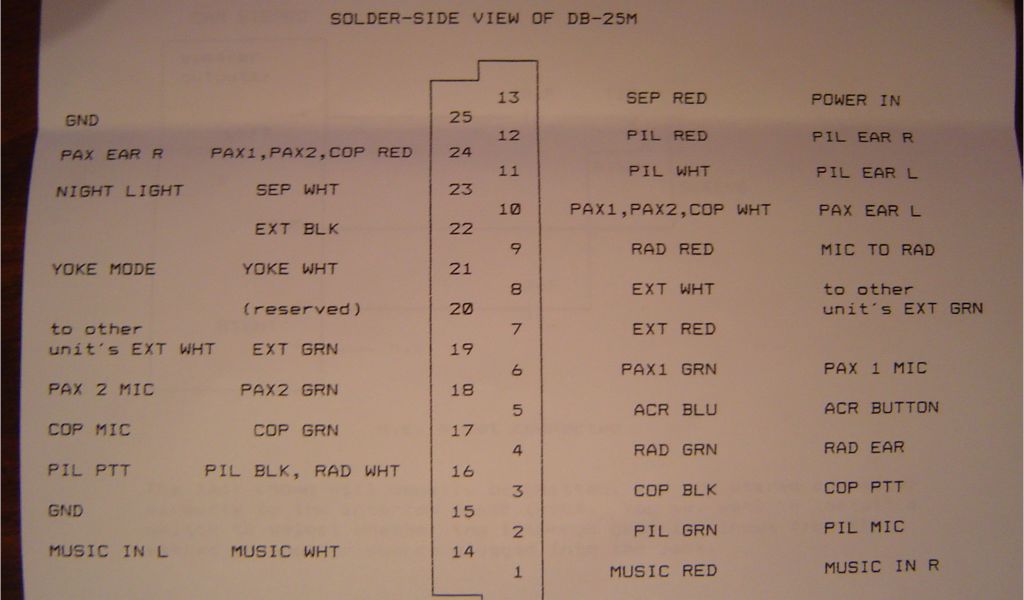 SOLDER-SIDE VIEW OF DB-25M
13 SEP RED POWER IN
GND 25
12 PIL RED PIL EAR R
PAX EAR R PAX1,PAX2,COP RED 24
11 PIL WHT PIL EAR L
NIGHT LIGHT SEP WHT 23
10 PAX1,PAX2,COP WHT PAX EAR L
EXT BLK 22
9 RAD RED MIC TO RAD
YOKE MODE YOKE WHT 21
8 EXT WHT to other
unit's EXT GRN
(reserved) 20
7 EXT RED
to other
unit's EXT WHT EXT GRN 19
6 PAX1 GRN PAX 1 MIC
PAX 2 MIC PAX2 GRN 18
5 ACR BLU ACR BUTTON
COP MIC COP GRN 17
4 RAD GRN RAD EAR
PIL PTT PIL BLK, RAD WHT 16
3 COP BLK COP PTT
GND 15
2 PIL GRN PIL MIC
MUSIC IN L MUSIC WHT 14
1 MUSIC RED MUSIC IN R